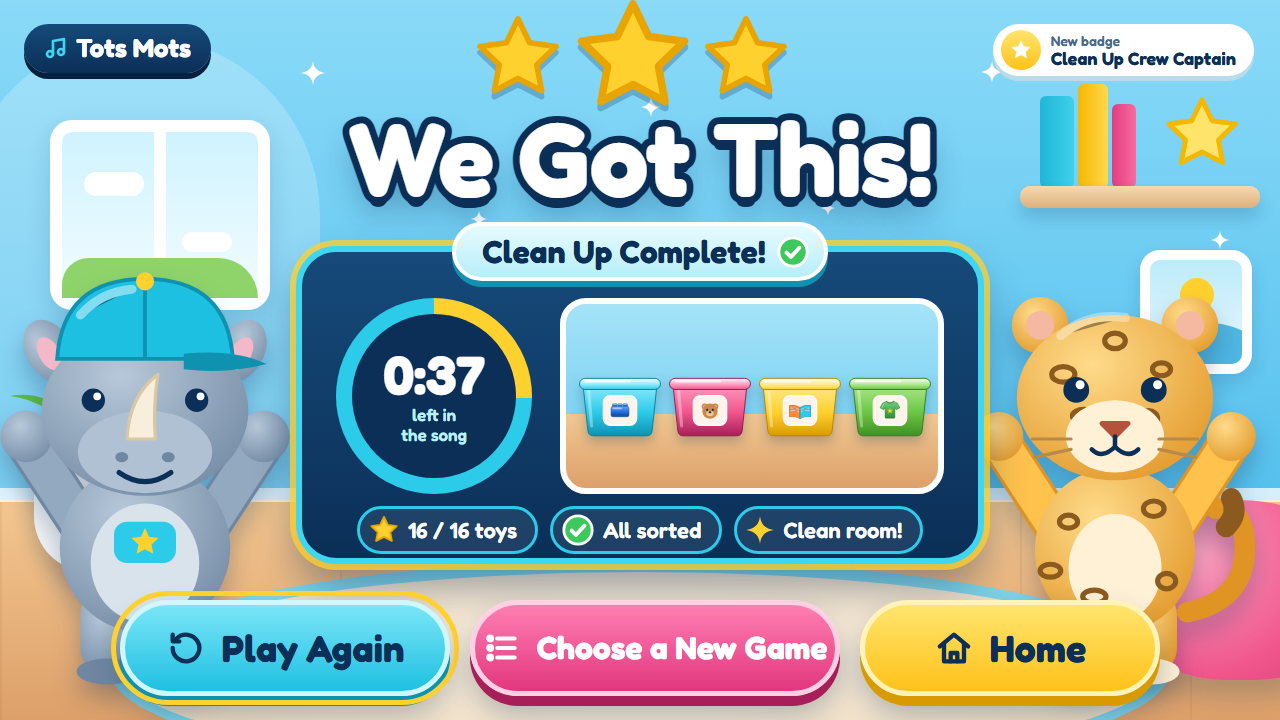 Tots Mots
New badge
Clean Up Crew Captain
We Got This!
Clean Up Complete!
0:37
left in
the song
16 / 16 toys
All sorted
Clean room!
Play Again
Choose a New Game
Home